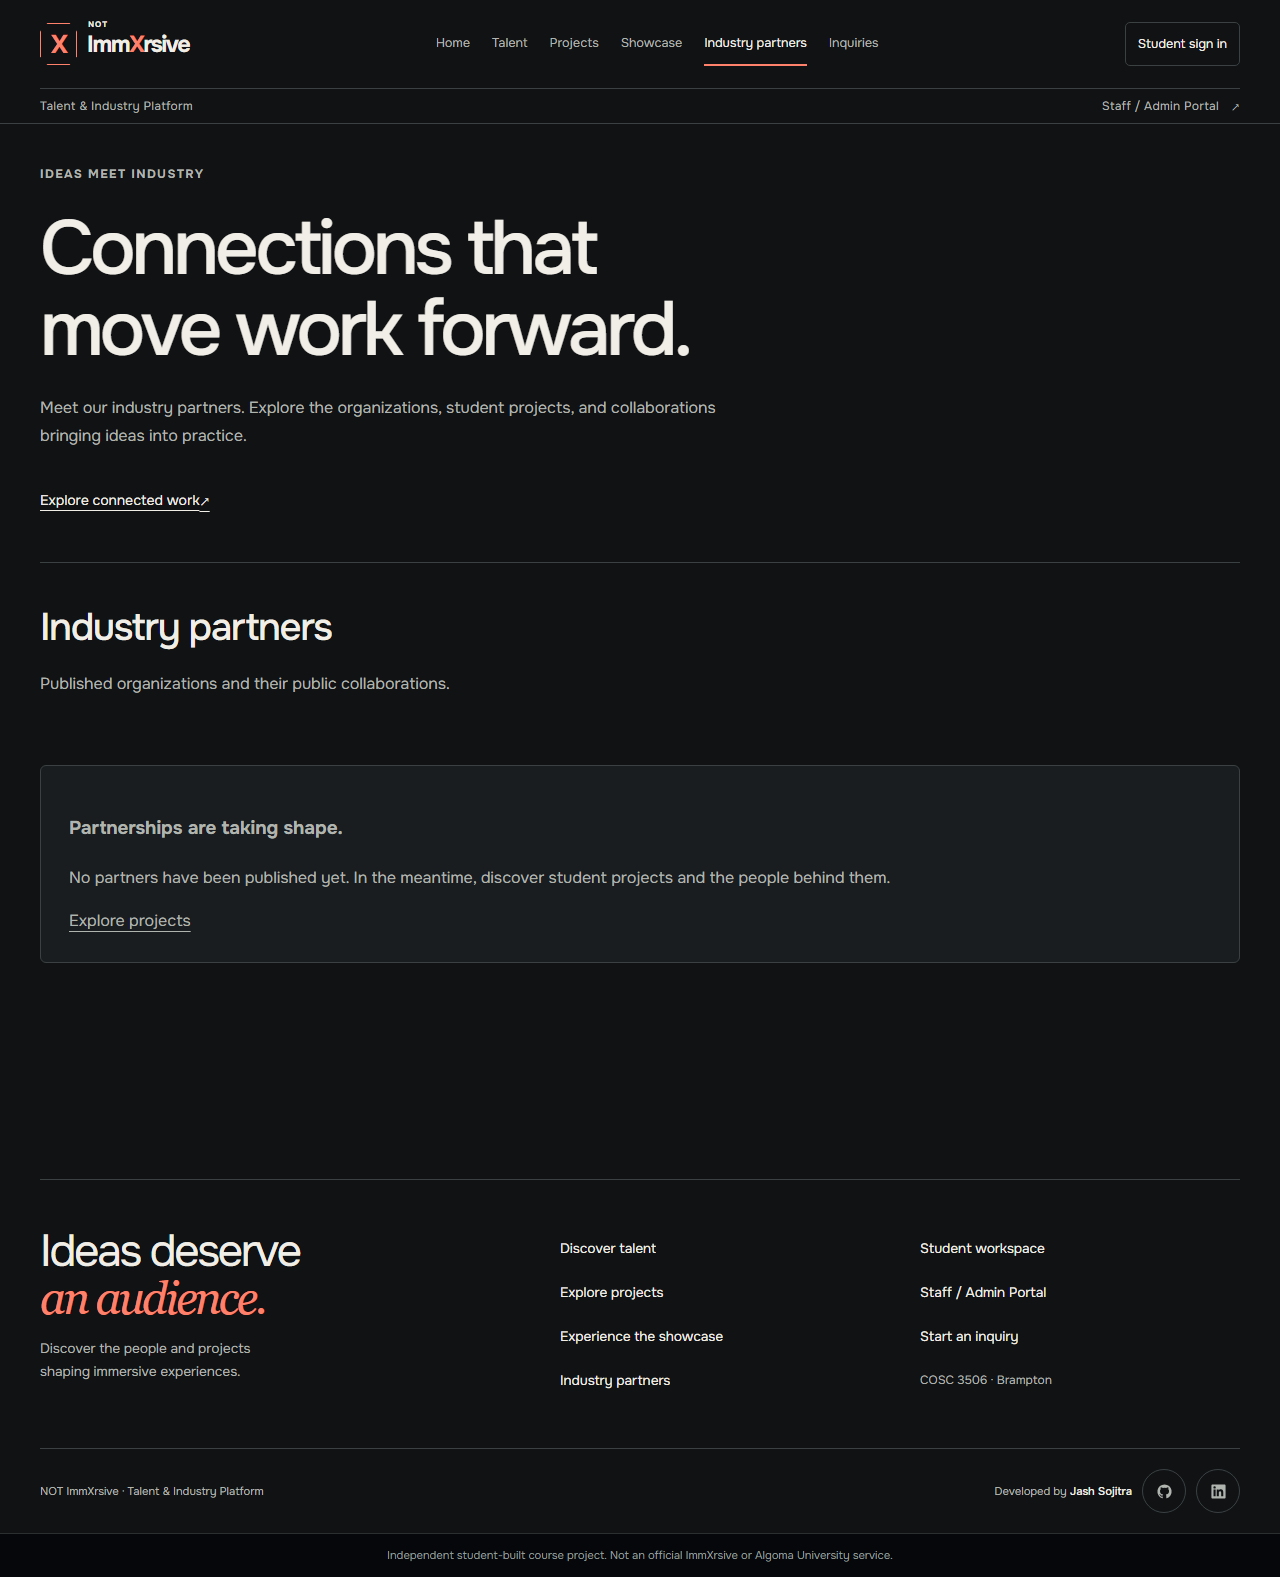 X
NOT
ImmXrsive
Home
Talent
Projects
Showcase
Industry partners
Inquiries
Student sign in
Talent & Industry Platform
Staff / Admin Portal ↗
IDEAS MEET INDUSTRY
Connections that
move work forward.
Meet our industry partners. Explore the organizations, student projects, and collaborations
bringing ideas into practice.
Explore connected work↗
Industry partners
Published organizations and their public collaborations.
Partnerships are taking shape.
No partners have been published yet. In the meantime, discover student projects and the people behind them.
Explore projects
Ideas deserve
an audience.
Discover the people and projects
shaping immersive experiences.
Discover talent
Explore projects
Experience the showcase
Industry partners
Student workspace
Staff / Admin Portal
Start an inquiry
COSC 3506 · Brampton
NOT ImmXrsive · Talent & Industry Platform
Developed by Jash Sojitra
Independent student-built course project. Not an official ImmXrsive or Algoma University service.